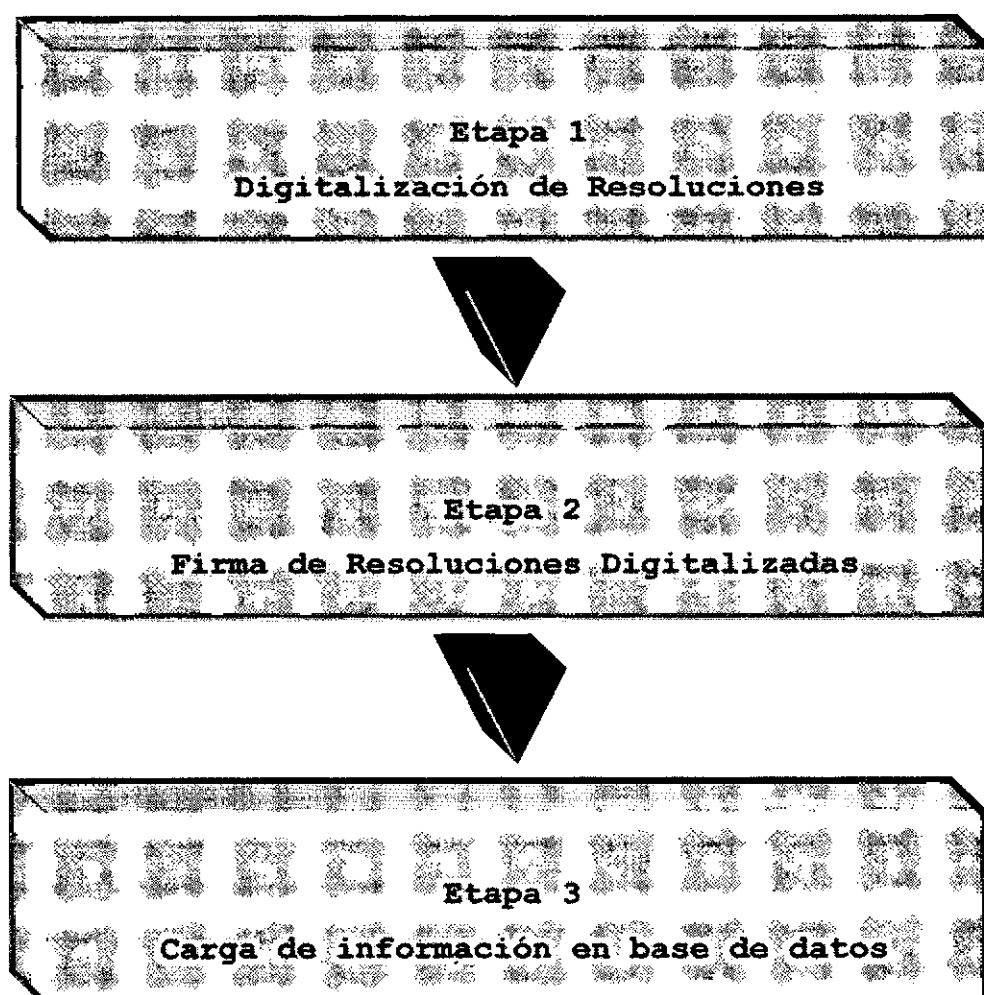 Etapa 1
Digitalización de Resoluciones
Etapa 2
Firma de Resoluciones Digitalizadas
Etapa 3
Carga de información en base de datos